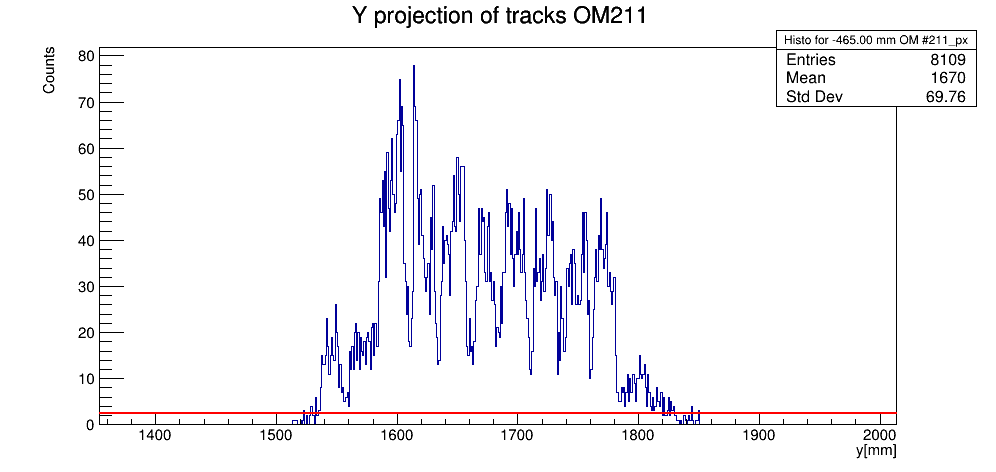 Y projection of tracks OM211
Histo for -465.00 mm OM #211_px
Entries 8109
Mean 1670
Std Dev 69.76
Counts
80
70
60
50
40
30
20
10
0
1400 1500 1600 1700 1800 1900 2000
y[mm]